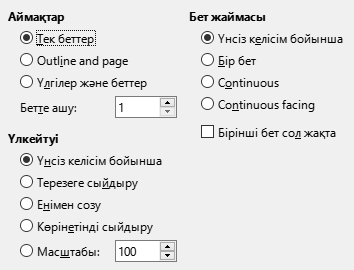 Аймақтар
Тек беттер
Outline and page
Үлгілер және беттер
Бетте ашу: 1
Үлкейтуі
Үнсіз келісім бойынша
Терезеге сыйдыру
Енімен созу
Көрінетінді сыйдыру
Масштабы: 100
Бет жаймасы
Үнсіз келісім бойынша
Бір бет
Continuous
Continuous facing
Бірінші бет сол жақта